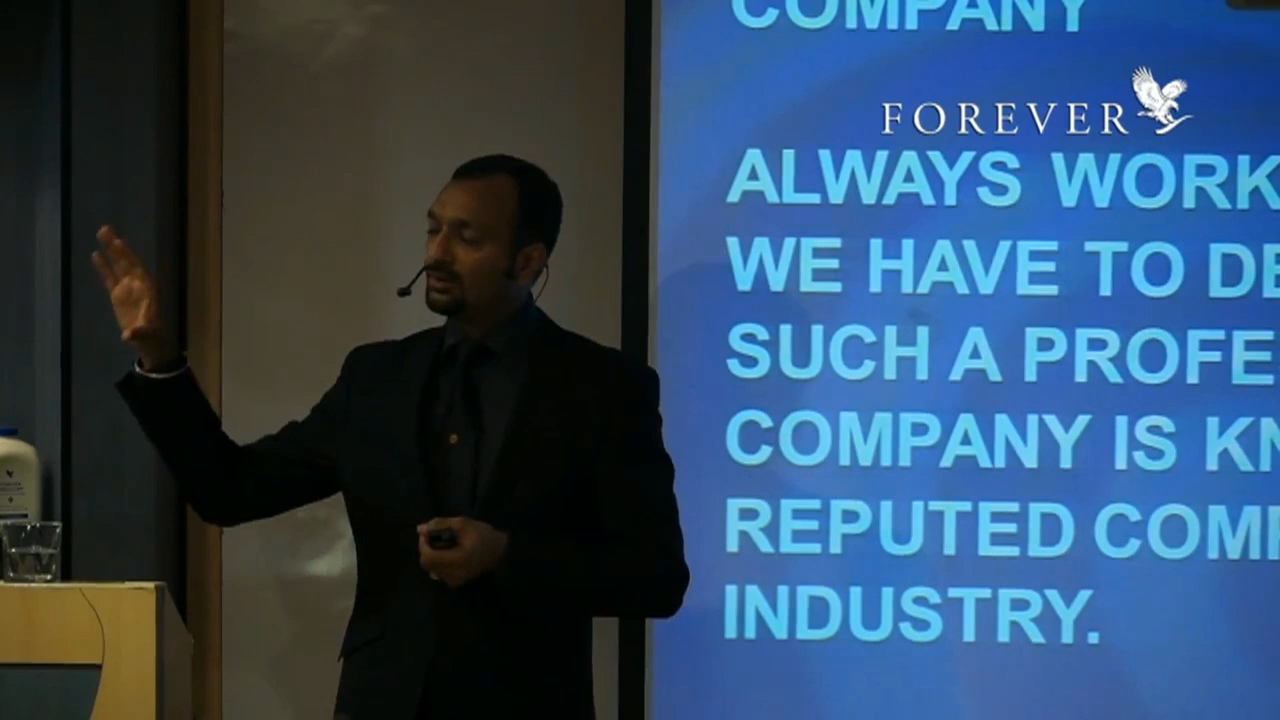 COMPANY
FOREVER
ALWAYS WORK
WE HAVE TO DE
SUCH A PROFE
COMPANY IS KN
REPUTED COM
INDUSTRY.